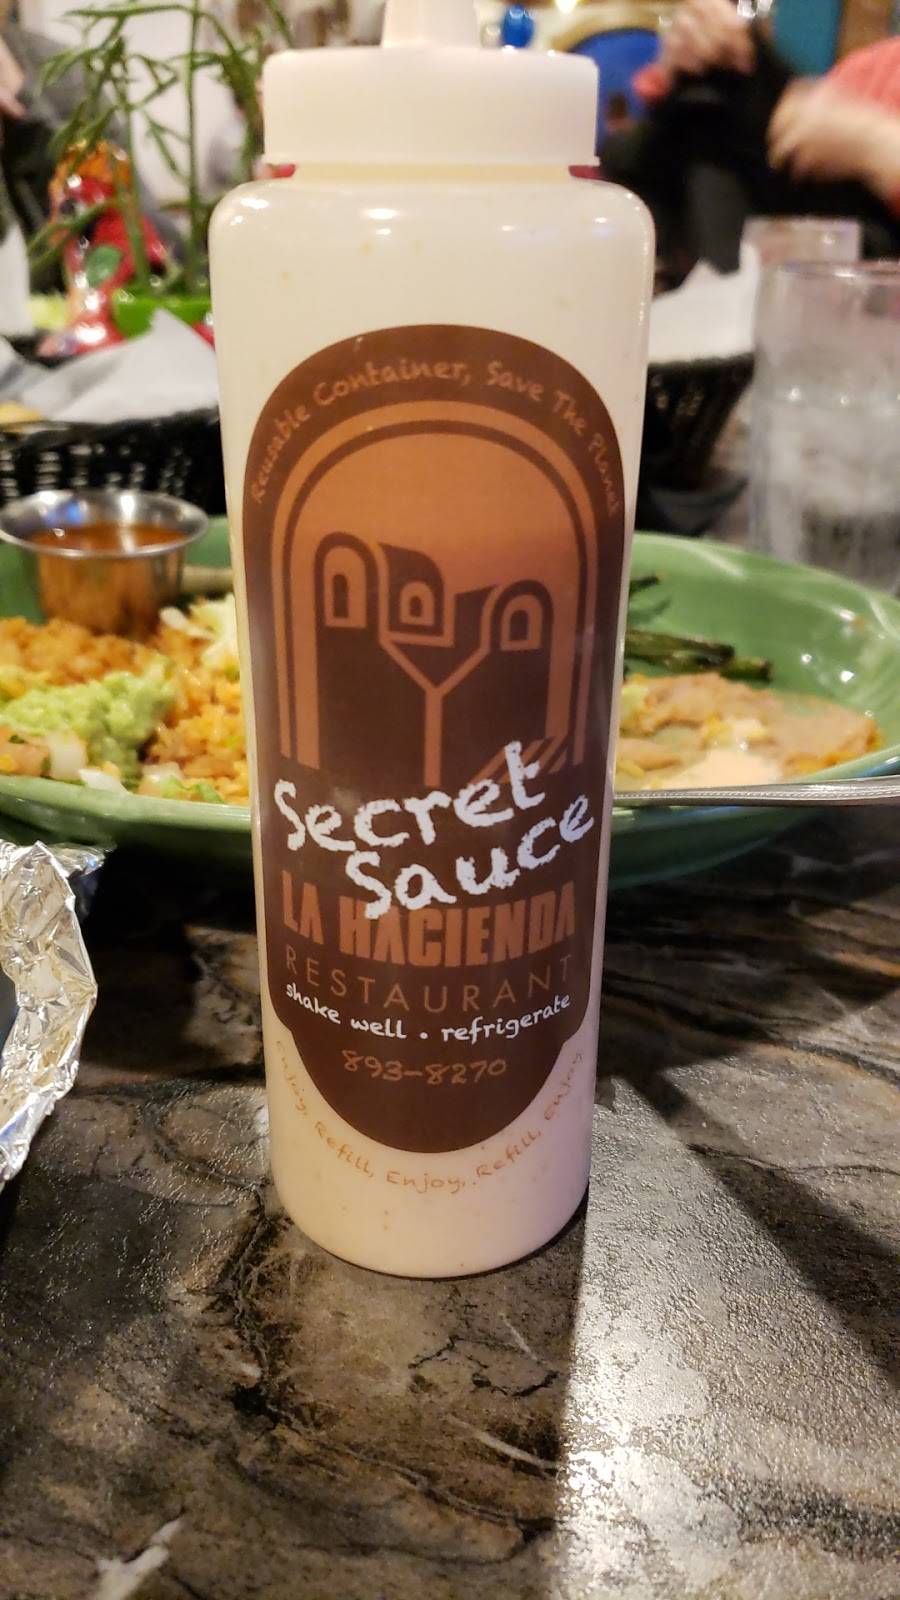 Reusable Container, Save The Planet
Secret
Sauce
LA HACIENDA
RESTAURANT
shake well • refrigerate
893-8270
Enjoy, Refill, Enjoy, Refill, Enjoy